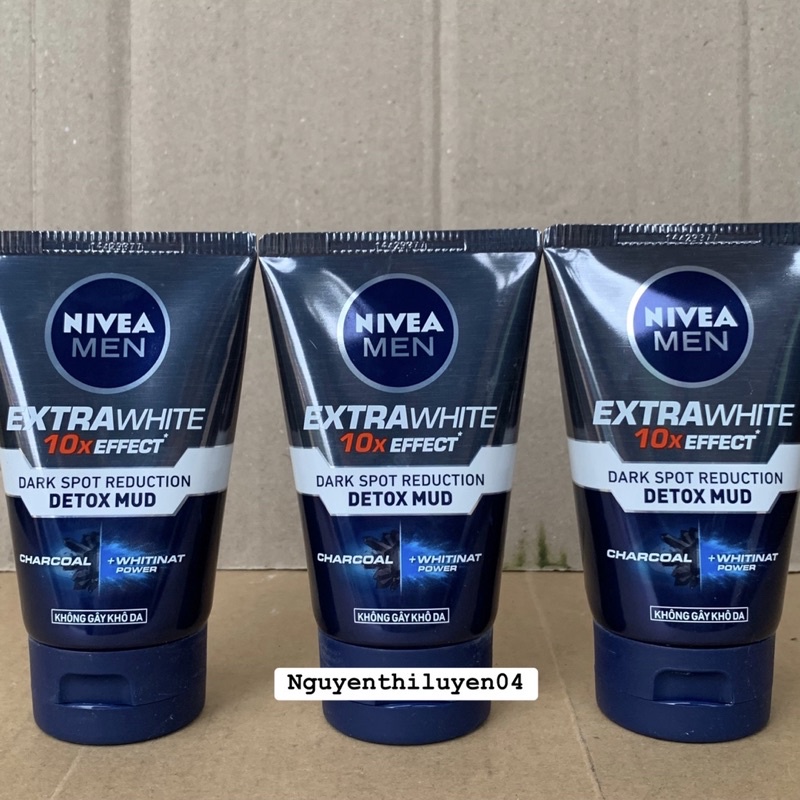 NIVEA
MEN
EXTRAWHITE
10x EFFECT*
DARK SPOT REDUCTION
DETOX MUD
CHARCOAL +WHITINAT
POWER
KHÔNG GÂY KHÔ DA
NIVEA
MEN
EXTRAWHITE
10x EFFECT*
DARK SPOT REDUCTION
DETOX MUD
CHARCOAL +WHITINAT
POWER
KHÔNG GÂY KHÔ DA
NIVEA
MEN
EXTRAWHITE
10x EFFECT*
DARK SPOT REDUCTION
DETOX MUD
CHARCOAL +WHITINAT
POWER
KHÔNG GÂY KHÔ DA
Nguyenthiluyen04